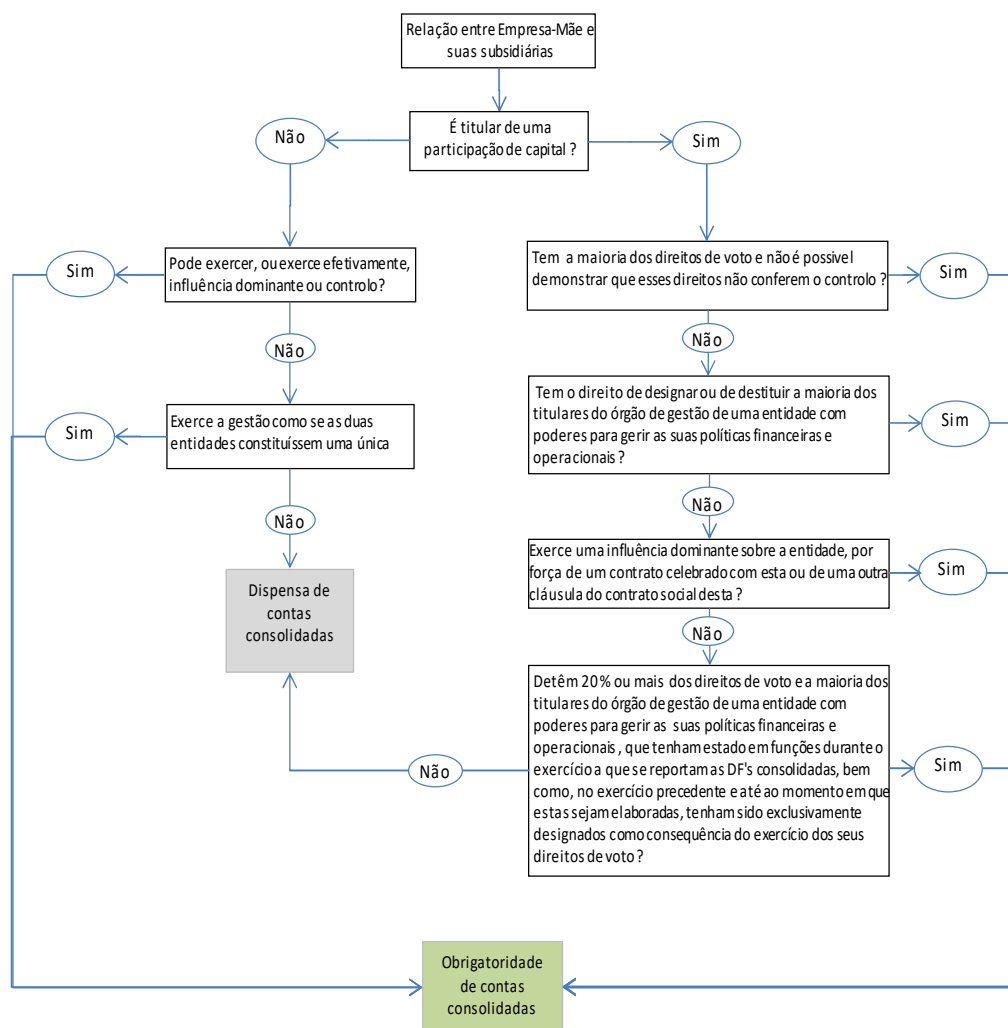 Relação entre Empresa-Mãe e
suas subsidiárias
É titular de uma
participação de capital ?
Não
Sim
Pode exercer, ou exerce efetivamente,
influência dominante ou controlo?
Sim
Tem a maioria dos direitos de voto e não é possivel
demonstrar que esses direitos não conferem o controlo ?
Sim
Não
Não
Exerce a gestão como se as duas
entidades constituíssem uma única
Sim
Tem o direito de designar ou de destituir a maioria dos
titulares do órgão de gestão de uma entidade com
poderes para gerir as suas políticas financeiras e
operacionais ?
Sim
Não
Não
Dispensa de
contas
consolidadas
Exerce uma influência dominante sobre a entidade, por
força de um contrato celebrado com esta ou de uma outra
cláusula do contrato social desta ?
Sim
Não
Detêm 20% ou mais dos direitos de voto e a maioria dos
titulares do órgão de gestão de uma entidade com
poderes para gerir as suas políticas financeiras e
operacionais , que tenham estado em funções durante o
exercício a que se reportam as DF's consolidadas, bem
como, no exercício precedente e até ao momento em que
estas sejam elaboradas, tenham sido exclusivamente
designados como consequência do exercício dos seus
direitos de voto ?
Sim
Não
Obrigatoridade
de contas
consolidadas